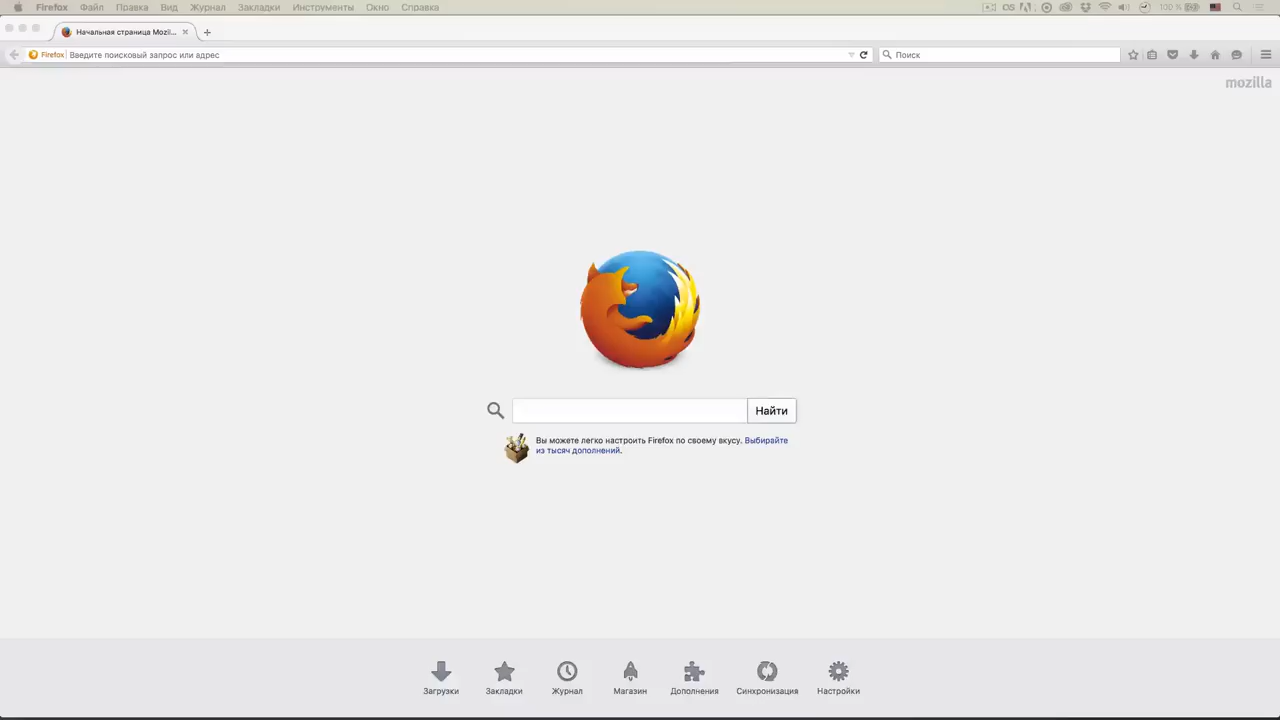 Firefox Файл Правка Вид Журнал Закладки Инструменты Окно Справка 100 %
Начальная страница Mozil...
Firefox Введите поисковый запрос или адрес Поиск
mozilla
Найти
Вы можете легко настроить Firefox по своему вкусу. Выбирайте
из тысяч дополнений.
Загрузки Закладки Журнал Магазин Дополнения Синхронизация Настройки